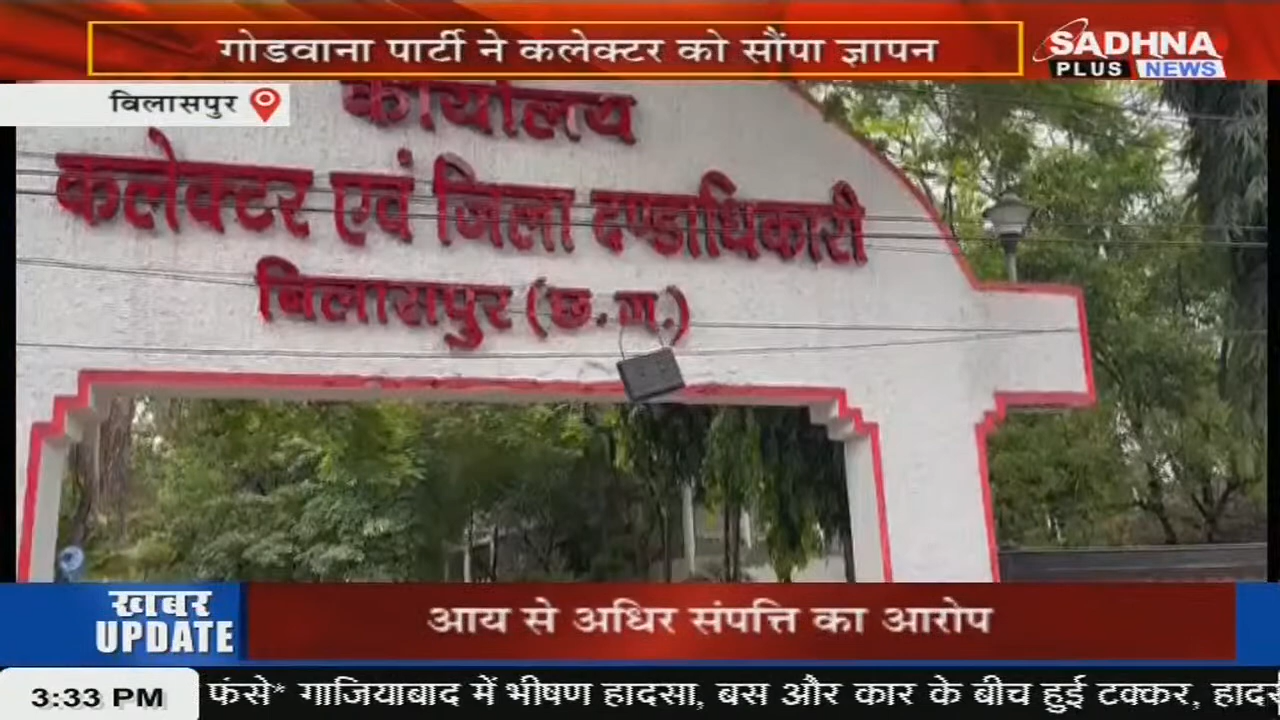 गोडवाना पार्टी ने कलेक्टर को सौंपा ज्ञापन
SADHNA
PLUS NEWS
विलासपुर
कार्यालय
कलेक्टर एवं जिला दण्डाधिकारी
बिलासपुर (छ. ग.)
खबर
UPDATE
आय से अधिर संपत्ति का आरोप
3:33 PM
फंसे* गाजियाबाद में भीषण हादसा, बस और कार के बीच हुई टक्कर,